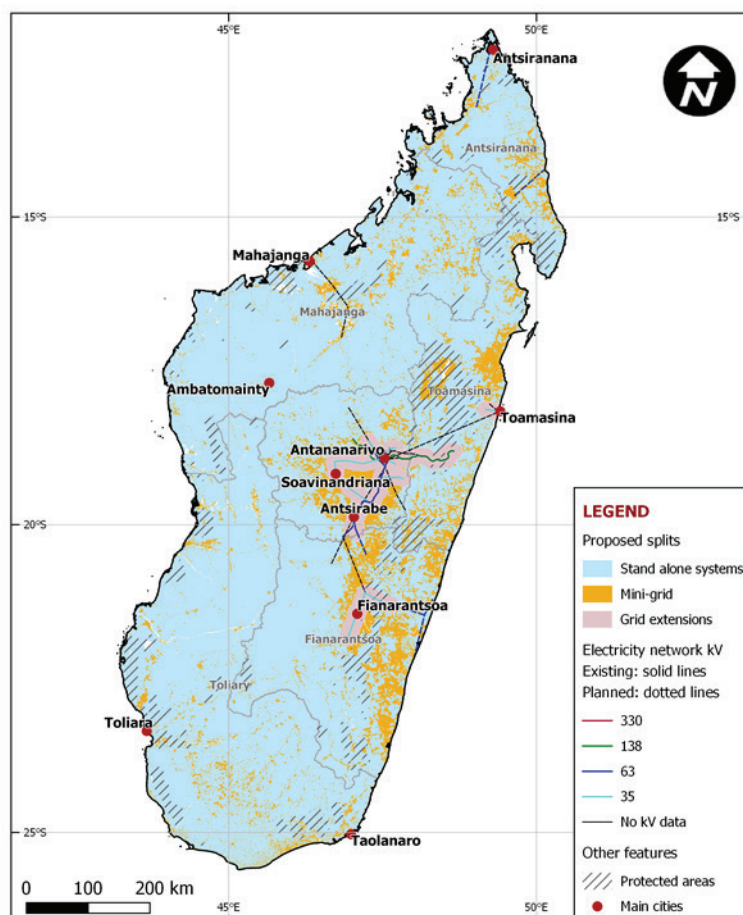 45°E
50°E
N
Antsiranana
Antsiranana
15°S
15°S
Mahajanga
Mahajanga
Ambatomainty
Toamasina
Toamasina
Antananarivo
Soavinandriana
Antsirabe
20°S
Fianarantsoa
Fianarantsoa
Toliary
Toliara
25°S
Taolanaro
0 100 200 km
45°E
50°E
LEGEND
Proposed splits
Stand alone systems
Mini-grid
Grid extensions
Electricity network kV
Existing: solid lines
Planned: dotted lines
330
138
63
35
No kV data
Other features
Protected areas
Main cities